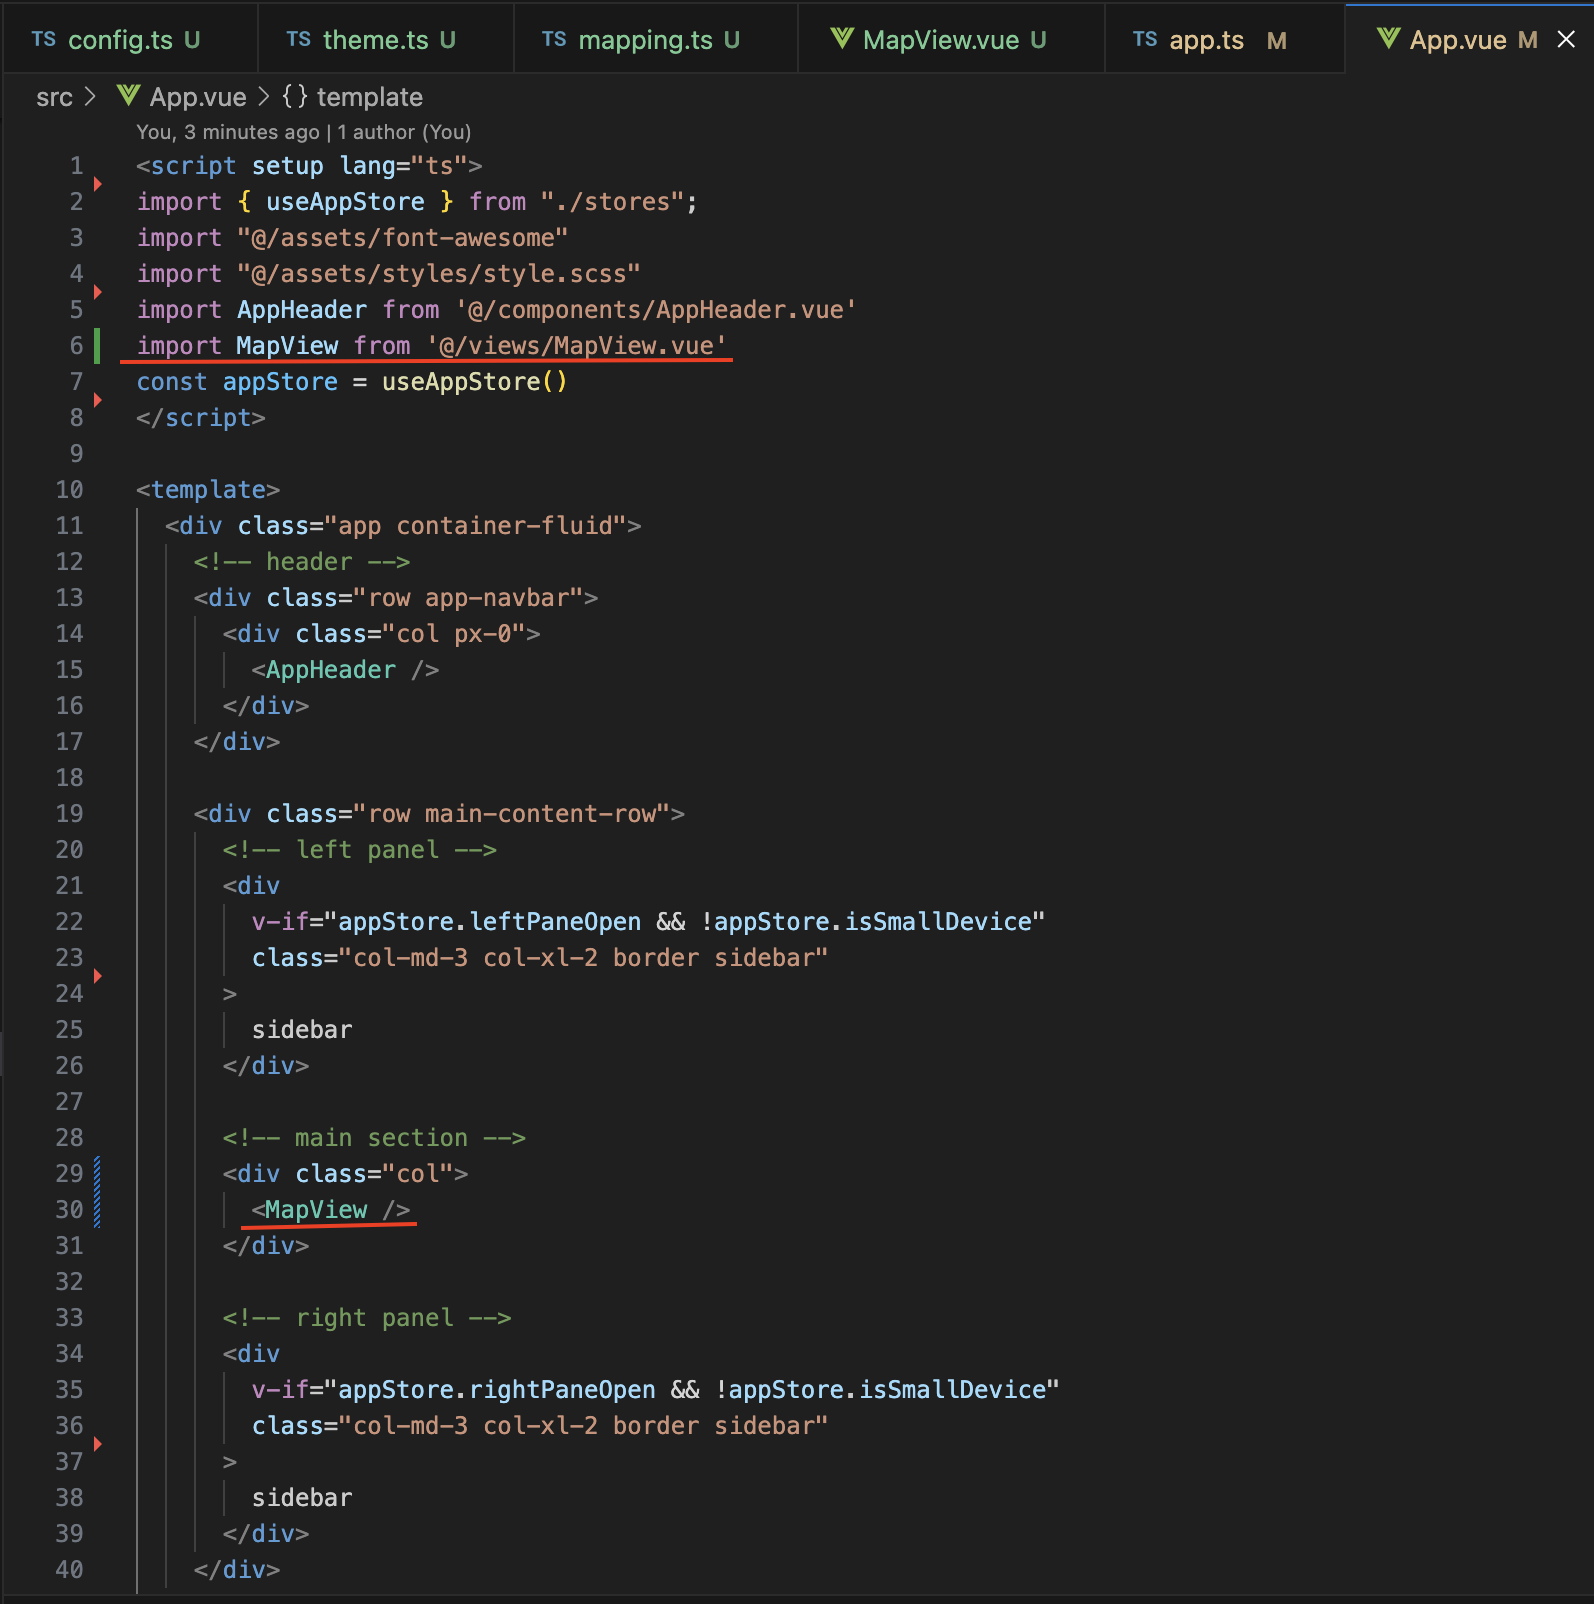 TS config.ts U TS theme.ts U TS mapping.ts U MapView.vue U TS app.ts M App.vue M
src > App.vue > {} template
You, 3 minutes ago | 1 author (You)
1 <script setup lang="ts">
2 import { useAppStore } from "./stores";
3 import "@/assets/font-awesome"
4 import "@/assets/styles/style.scss"
5 import AppHeader from '@/components/AppHeader.vue'
6 import MapView from '@/views/MapView.vue'
7 const appStore = useAppStore()
8 </script>
9
10 <template>
11 <div class="app container-fluid">
12 <!-- header -->
13 <div class="row app-navbar">
14 <div class="col px-0">
15 <AppHeader />
16 </div>
17 </div>
18
19 <div class="row main-content-row">
20 <!-- left panel -->
21 <div
22 v-if="appStore.leftPaneOpen && !appStore.isSmallDevice"
23 class="col-md-3 col-xl-2 border sidebar"
24 >
25 sidebar
26 </div>
27
28 <!-- main section -->
29 <div class="col">
30 <MapView />
31 </div>
32
33 <!-- right panel -->
34 <div
35 v-if="appStore.rightPaneOpen && !appStore.isSmallDevice"
36 class="col-md-3 col-xl-2 border sidebar"
37 >
38 sidebar
39 </div>
40 </div>